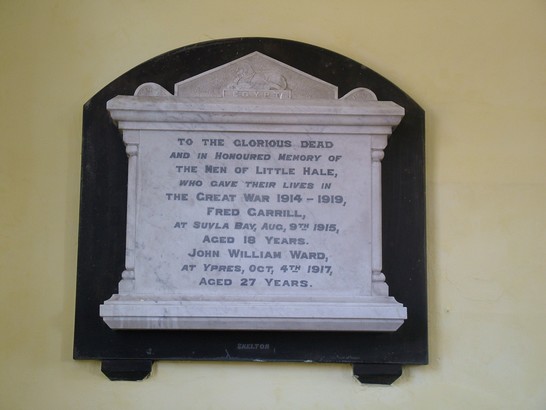 EGYPT
TO THE GLORIOUS DEAD
AND IN HONOURED MEMORY OF
THE MEN OF LITTLE HALE,
WHO GAVE THEIR LIVES IN
THE GREAT WAR 1914 – 1919,
FRED GARRILL,
AT SUVLA BAY, AUG, 9TH 1915,
AGED 18 YEARS.
JOHN WILLIAM WARD,
AT YPRES, OCT, 4TH 1917,
AGED 27 YEARS.
SKELTON